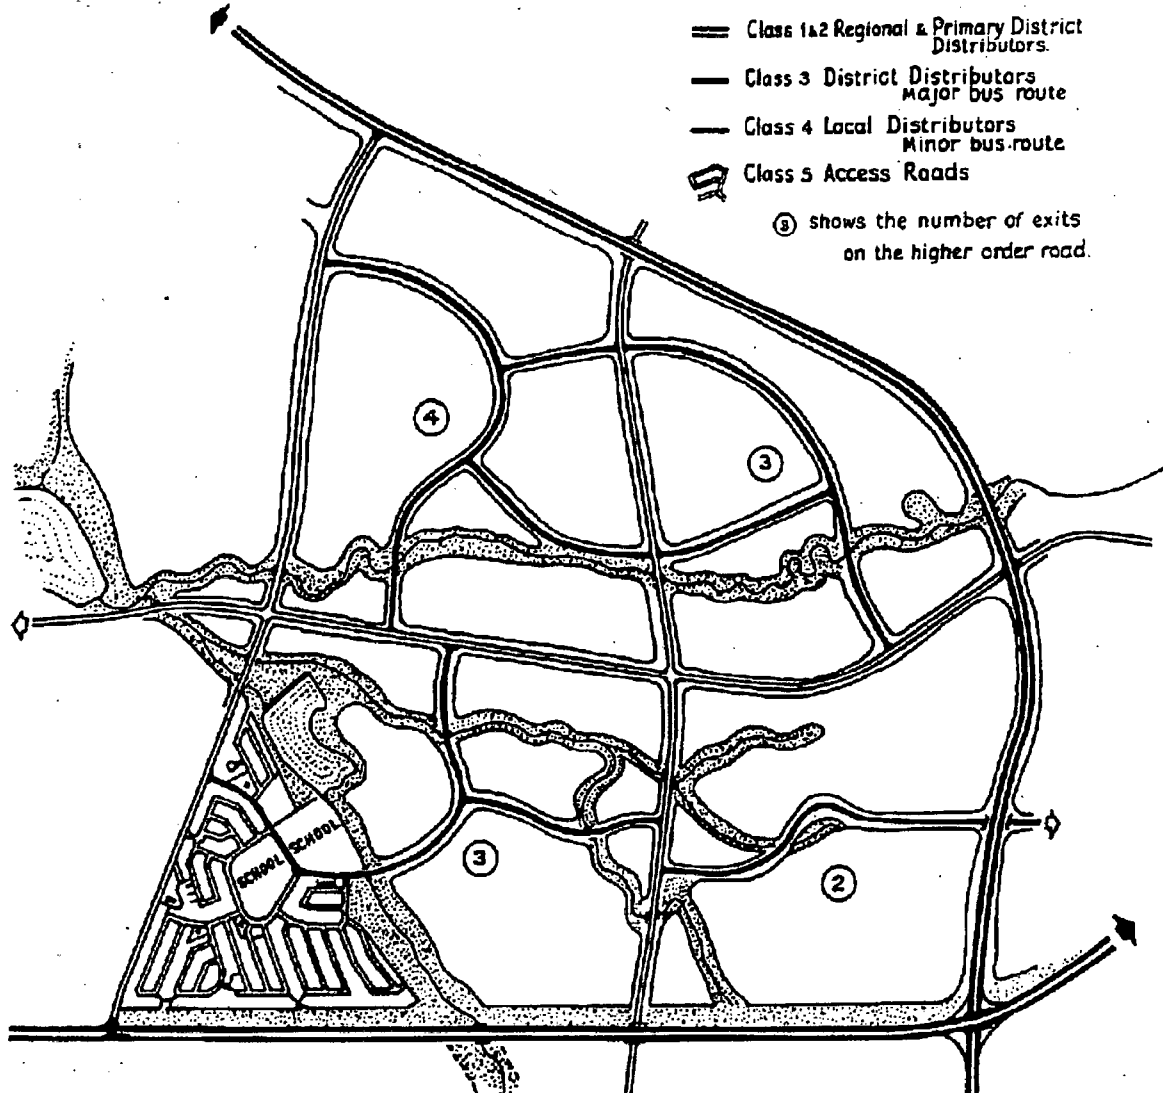 Class 1&2 Regional & Primary District
Distributors.
Class 3 District Distributors
Major bus route
Class 4 Local Distributors
Minor bus route
Class 5 Access Roads
3 shows the number of exits
on the higher order road.
4
3
SCHOOL SCHOOL
3
2